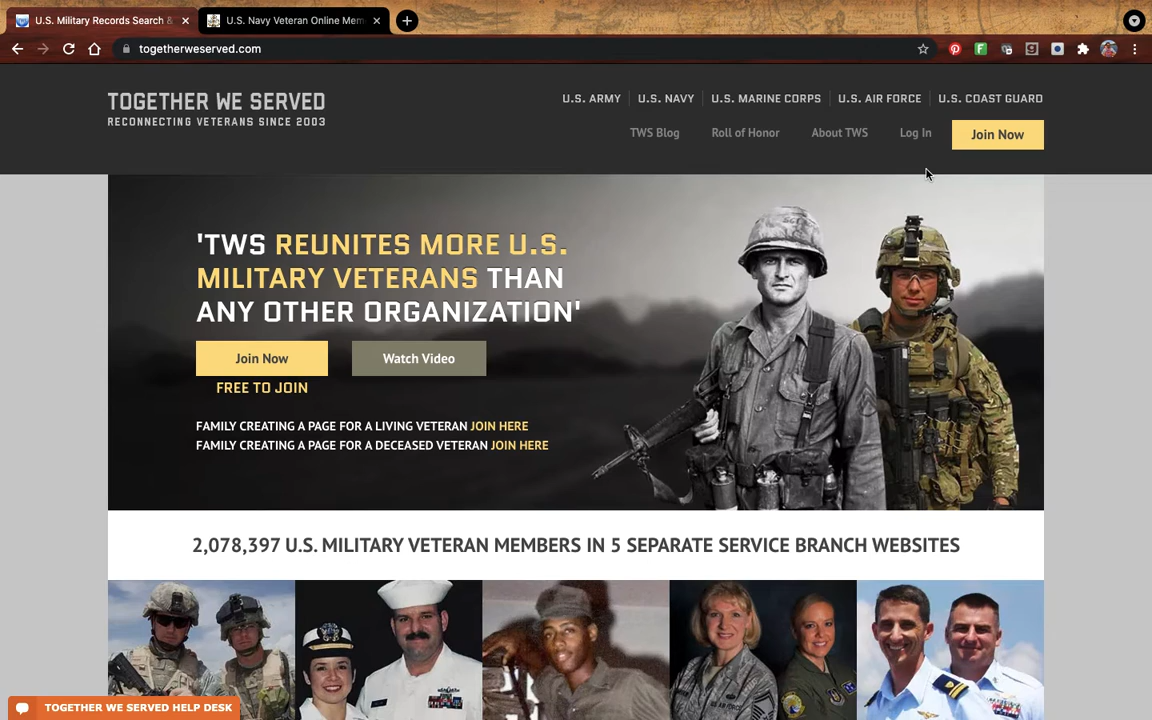 U.S. Military Records Search &
U.S. Navy Veteran Online Mem
togetherweserved.com
TOGETHER WE SERVED
RECONNECTING VETERANS SINCE 2003
U.S. ARMY
U.S. NAVY
U.S. MARINE CORPS
U.S. AIR FORCE
U.S. COAST GUARD
TWS Blog
Roll of Honor
About TWS
Log In
Join Now
'TWS REUNITES MORE U.S.
MILITARY VETERANS THAN
ANY OTHER ORGANIZATION'
Join Now
Watch Video
FREE TO JOIN
FAMILY CREATING A PAGE FOR A LIVING VETERAN JOIN HERE
FAMILY CREATING A PAGE FOR A DECEASED VETERAN JOIN HERE
2,078,397 U.S. MILITARY VETERAN MEMBERS IN 5 SEPARATE SERVICE BRANCH WEBSITES
TOGETHER WE SERVED HELP DESK